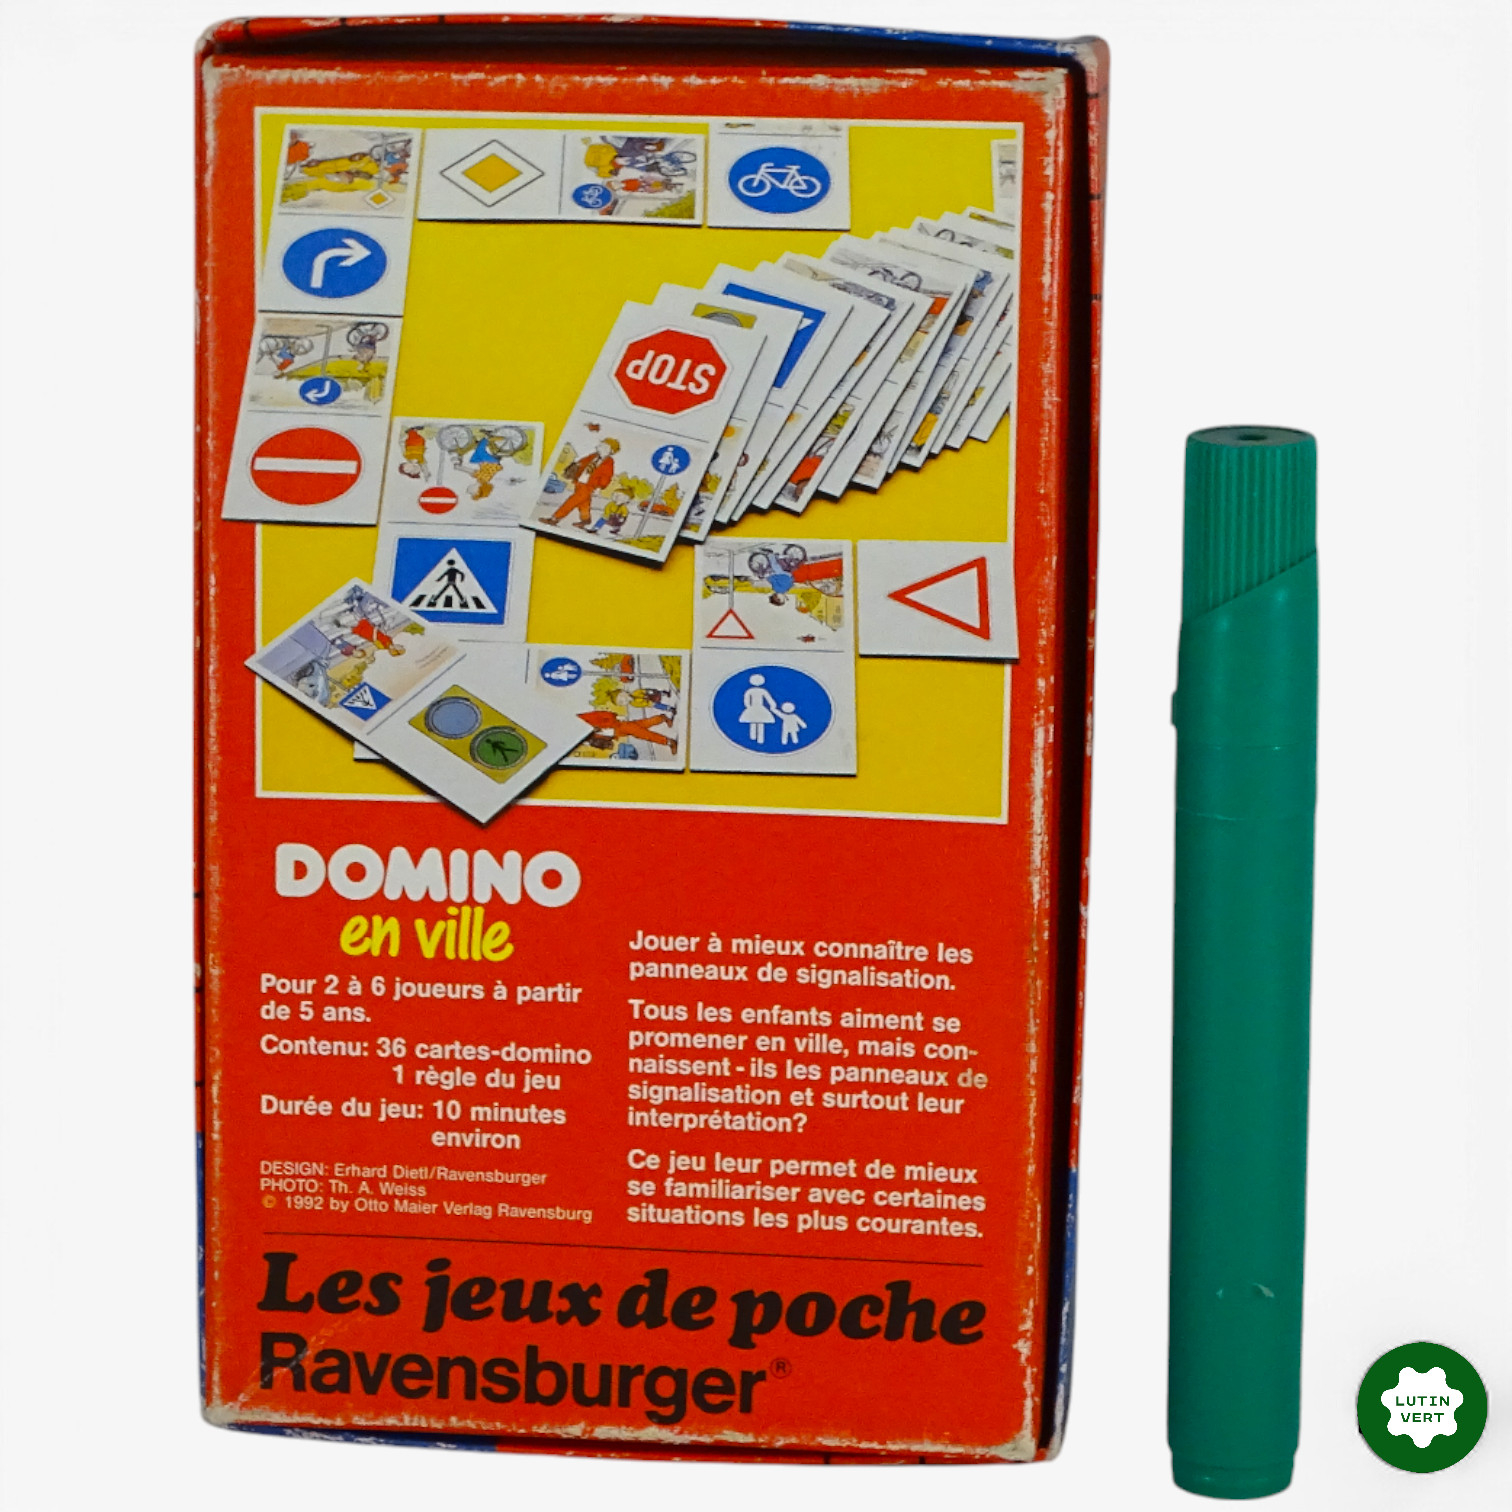 STOP
DOMINO
en ville
Pour 2 à 6 joueurs à partir
de 5 ans.
Contenu: 36 cartes-domino
1 règle du jeu
Durée du jeu: 10 minutes
environ
DESIGN: Erhard Dietl/Ravensburger
PHOTO: Th. A. Weiss
© 1992 by Otto Maier Verlag Ravensburg
Jouer à mieux connaître les
panneaux de signalisation.
Tous les enfants aiment se
promener en ville, mais con-
naissent-ils les panneaux de
signalisation et surtout leur
interprétation?
Ce jeu leur permet de mieux
se familiariser avec certaines
situations les plus courantes.
Les jeux de poche
Ravensburger®
LUTIN
VERT